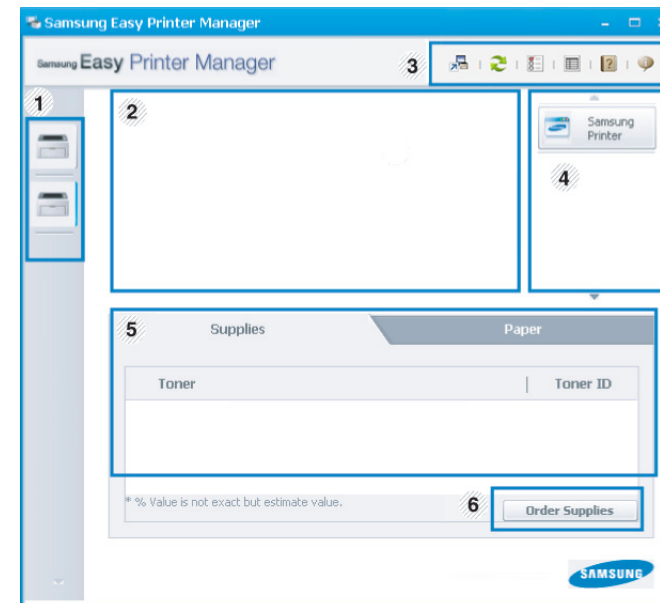 Samsung Easy Printer Manager
Samsung Easy Printer Manager
3
1
2
Samsung
Printer
4
5
Supplies
Paper
Toner
Toner ID
* % Value is not exact but estimate value.
6
Order Supplies
SAMSUNG